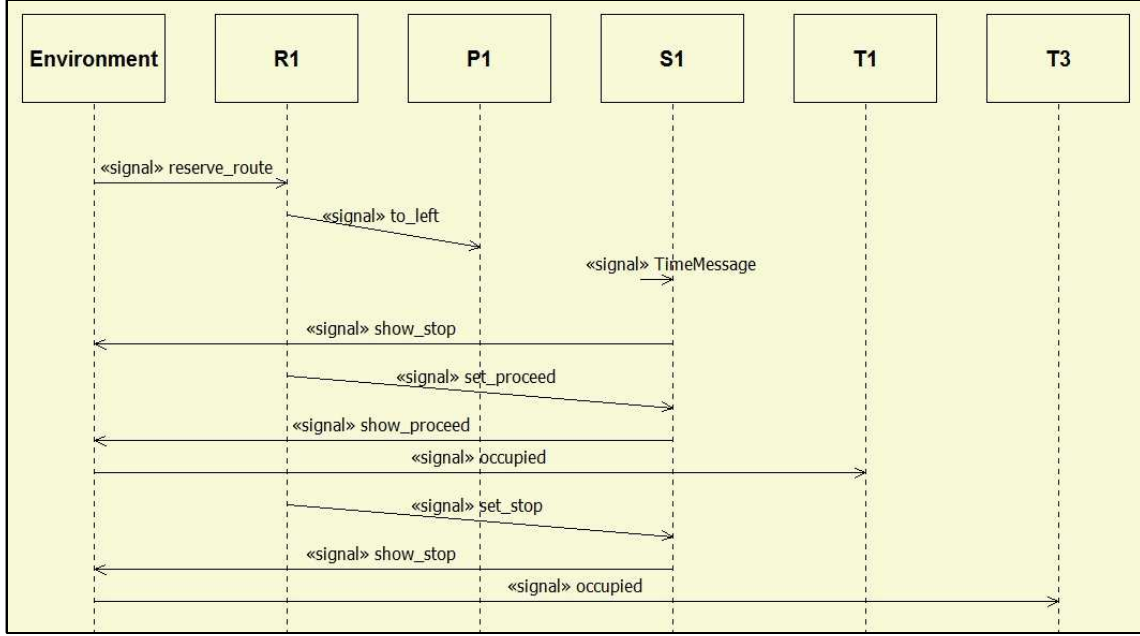 Environment
R1
P1
S1
T1
T3
«signal» reserve_route
«signal» to_left
«signal» TimeMessage
«signal» show_stop
«signal» set_proceed
«signal» show_proceed
«signal» occupied
«signal» set_stop
«signal» show_stop
«signal» occupied